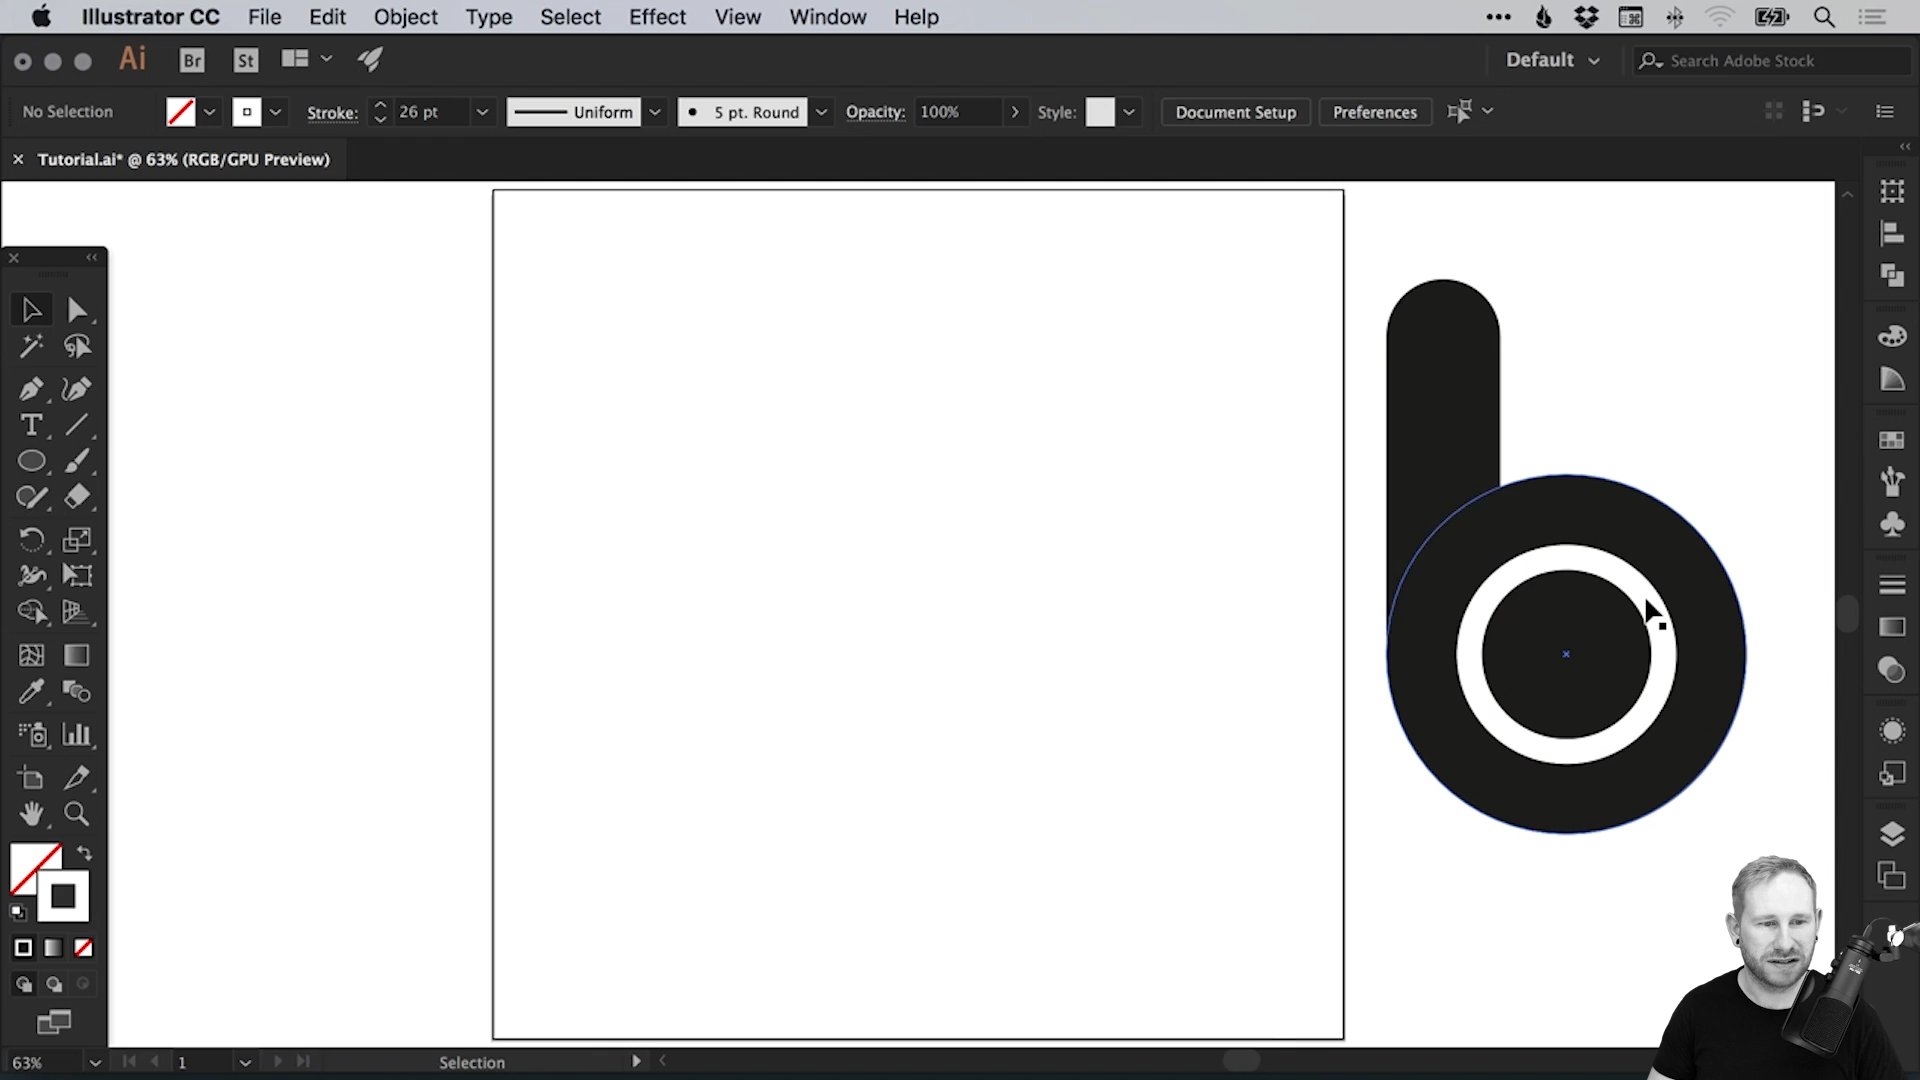 Illustrator CC File Edit Object Type Select Effect View Window Help
Ai Br St Default Search Adobe Stock
No Selection Stroke: 26 pt Uniform 5 pt. Round Opacity: 100% Style: Document Setup Preferences
Tutorial.ai* @ 63% (RGB/GPU Preview)
63% 1 Selection